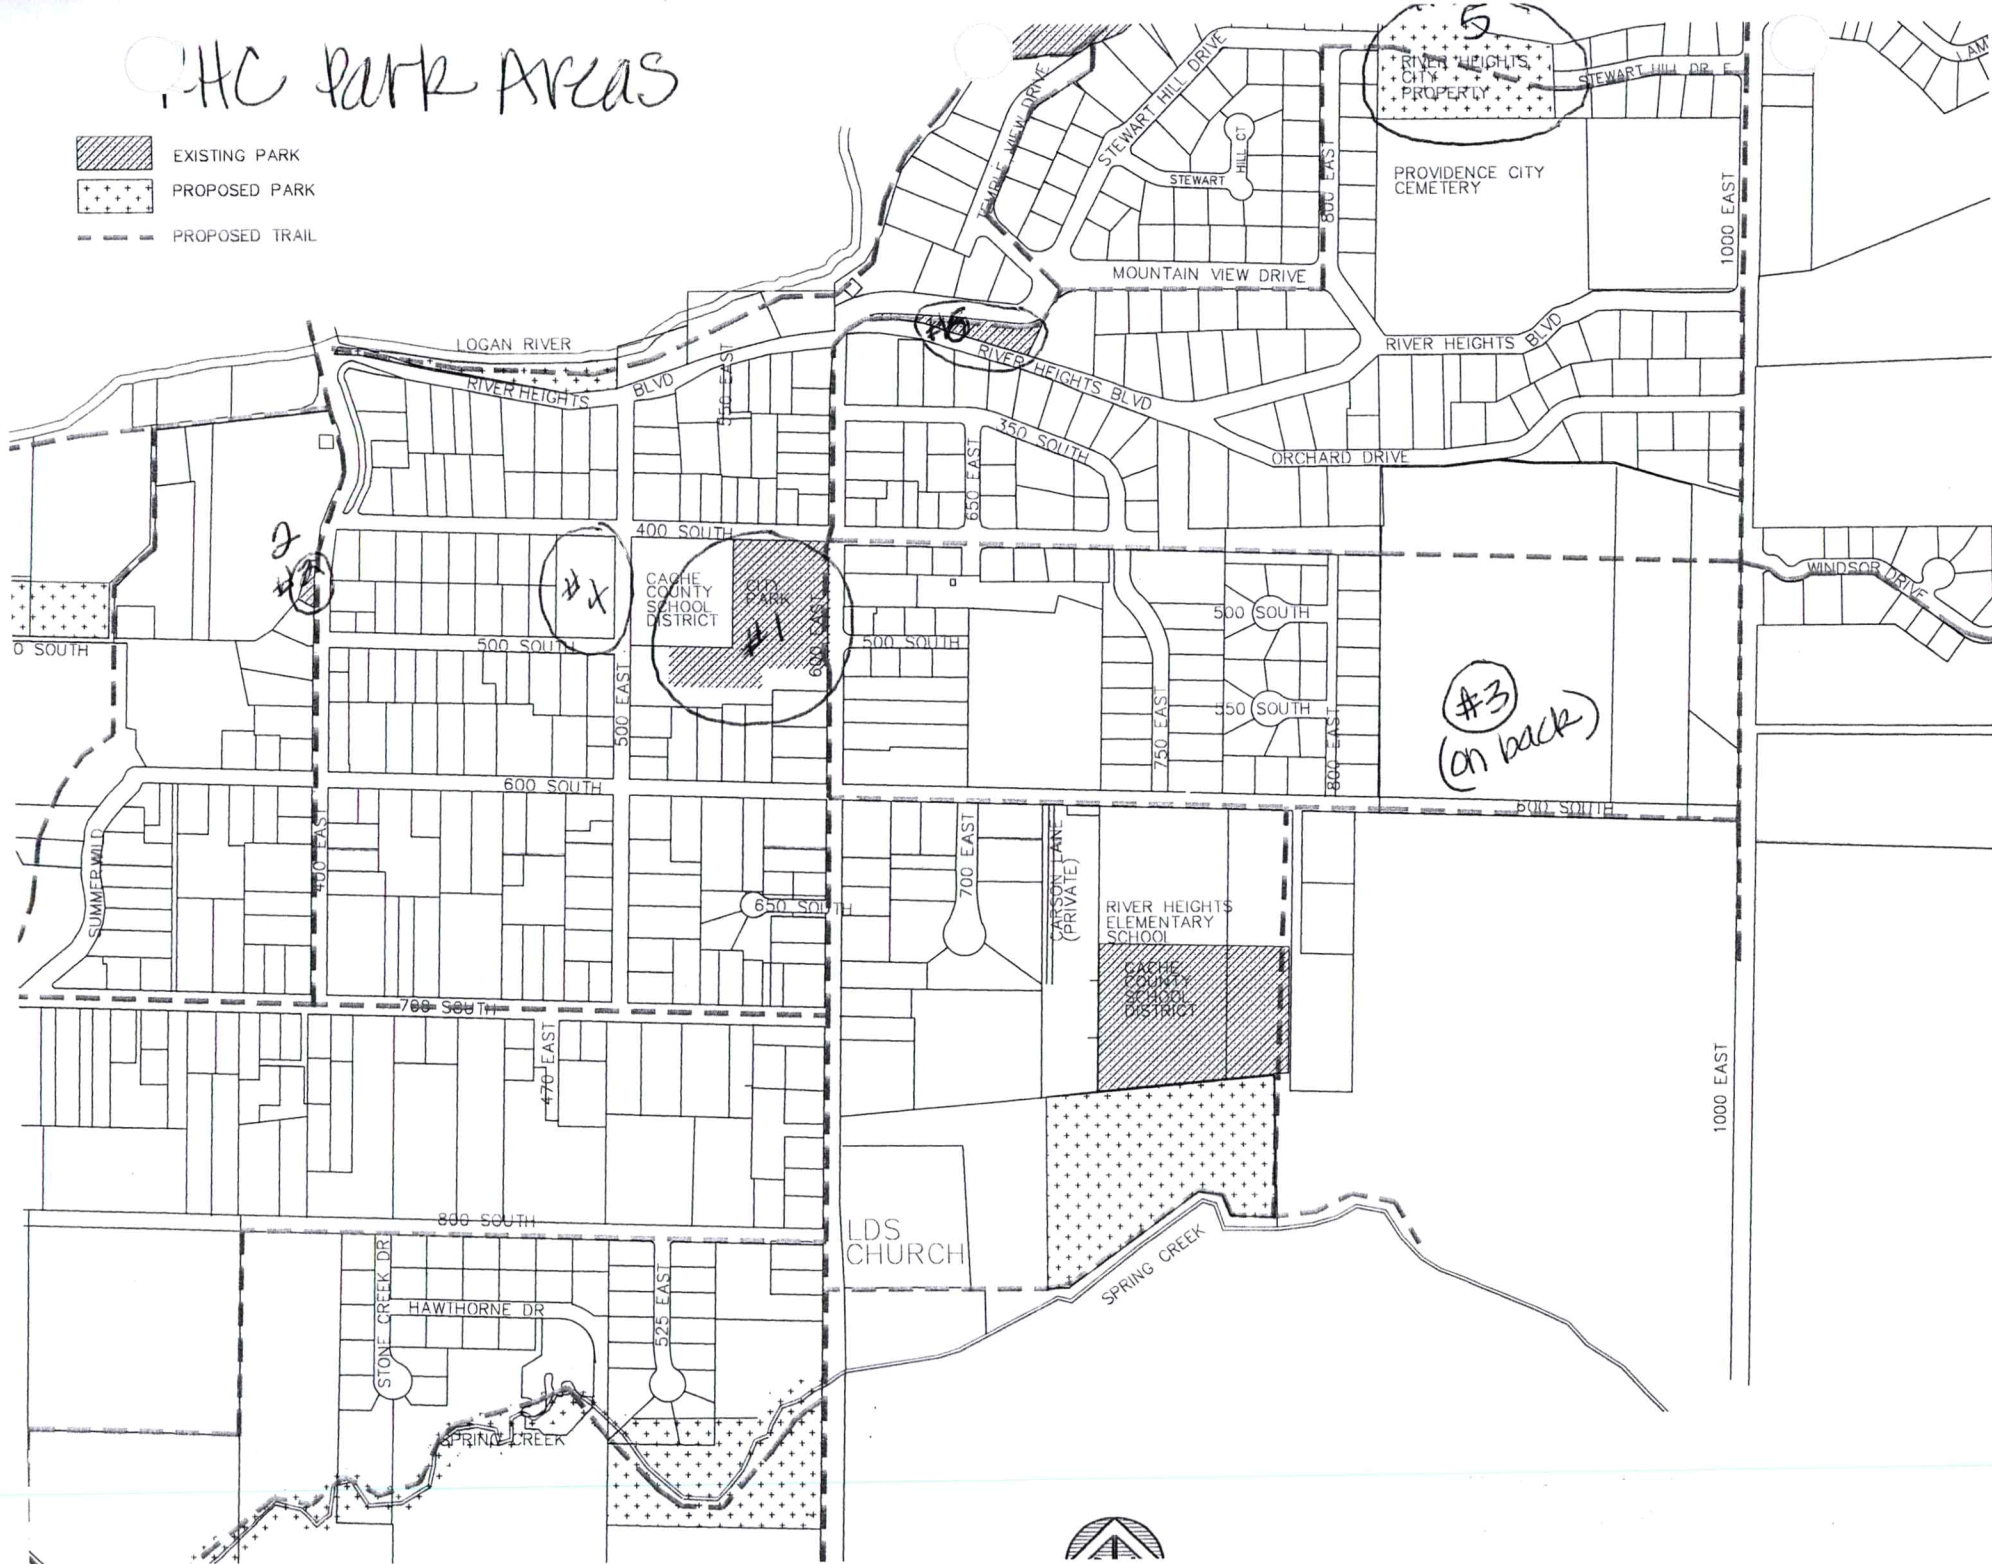 HC Park Areas
EXISTING PARK
PROPOSED PARK
PROPOSED TRAIL
5
RIVER HEIGHTS
CITY
PROPERTY
STEWART HILL DR E
AM
STEWART HILL DRIVE
TEMPLE VIEW DRIVE
HILL CT
STEWART
800 EAST
PROVIDENCE CITY
CEMETERY
1000 EAST
MOUNTAIN VIEW DRIVE
LOGAN RIVER
RIVER HEIGHTS
BLVD
550 EAST
RIVER HEIGHTS BLVD
RIVER HEIGHTS BLVD
350 SOUTH
650 EAST
ORCHARD DRIVE
400 SOUTH
2
CACHE
COUNTY
SCHOOL
DISTRICT
CITY
PARK
#1
600 EAST
500 SOUTH
500 SOUTH
0 SOUTH
500 EAST
500 SOUTH
550 SOUTH
750 EAST
800 EAST
WINDSOR DRIVE
#3
(on back)
600 SOUTH
600 SOUTH
SUMMERWILD
400 EAST
650 SOUTH
700 EAST
CARSON LANE
(PRIVATE)
RIVER HEIGHTS
ELEMENTARY
SCHOOL
CACHE
COUNTY
SCHOOL
DISTRICT
700 SOUTH
470 EAST
1000 EAST
800 SOUTH
LDS
CHURCH
SPRING CREEK
STONE CREEK DR
HAWTHORNE DR
525 EAST
SPRING CREEK